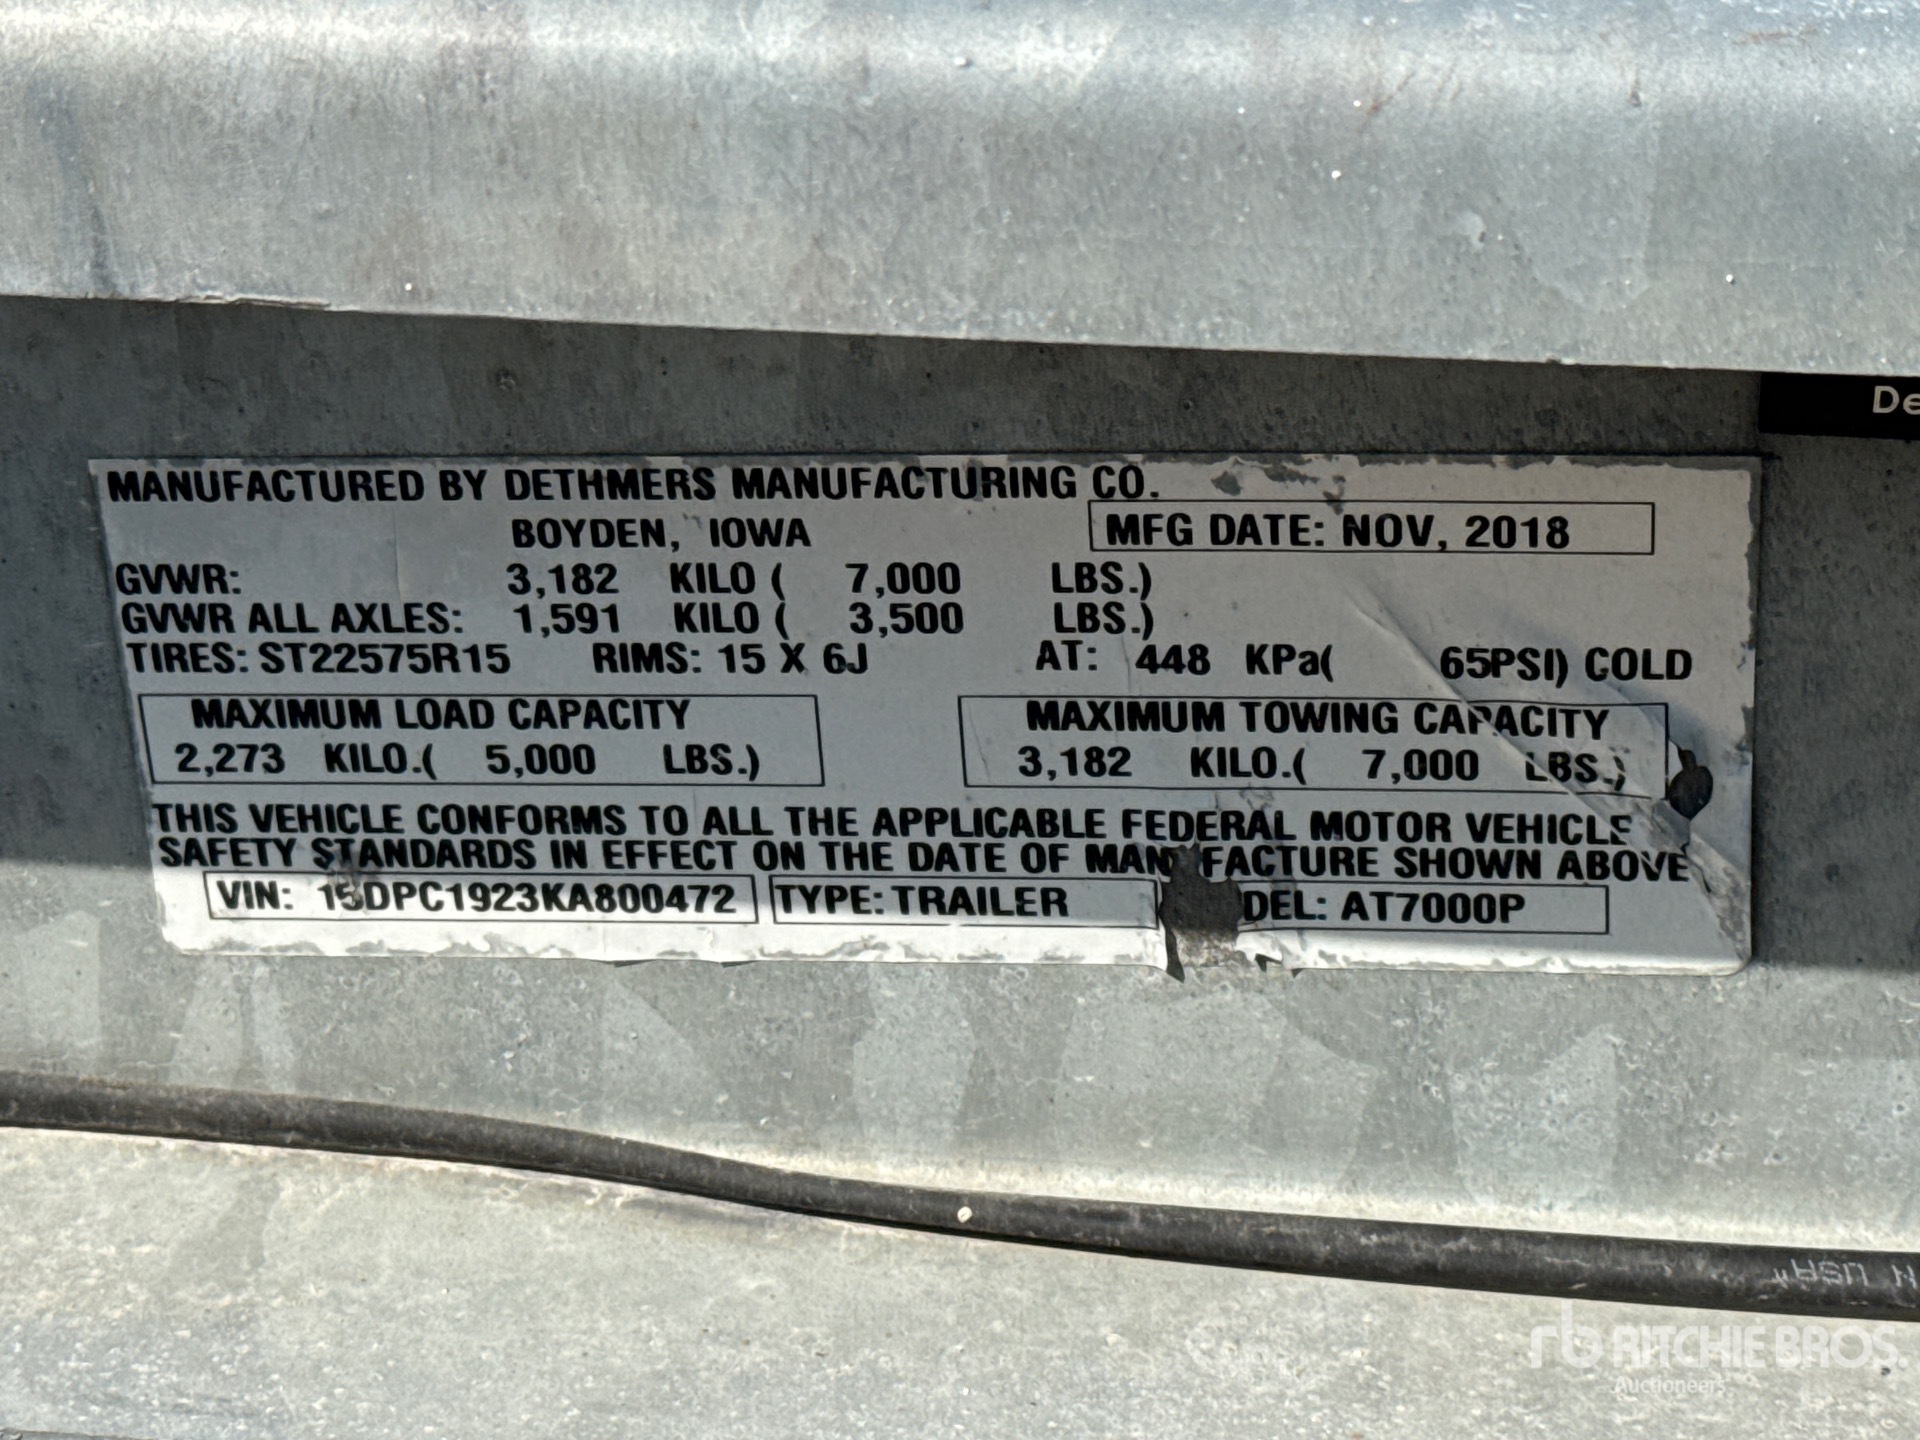 De
MANUFACTURED BY DETHMERS MANUFACTURING CO.
BOYDEN, IOWA
MFG DATE: NOV, 2018
GVWR: 3,182 KILO ( 7,000 LBS.)
GVWR ALL AXLES: 1,591 KILO ( 3,500 LBS.)
TIRES: ST22575R15 RIMS: 15 X 6J AT: 448 KPa( 65PSI) COLD
MAXIMUM LOAD CAPACITY
2,273 KILO.( 5,000 LBS.)
MAXIMUM TOWING CAPACITY
3,182 KILO.( 7,000 LBS.)
THIS VEHICLE CONFORMS TO ALL THE APPLICABLE FEDERAL MOTOR VEHICLE
SAFETY STANDARDS IN EFFECT ON THE DATE OF MANUFACTURE SHOWN ABOVE
VIN: 15DPC1923KA800472 TYPE: TRAILER DEL: AT7000P
USA
rb RITCHIE BROS.
Auctioneers